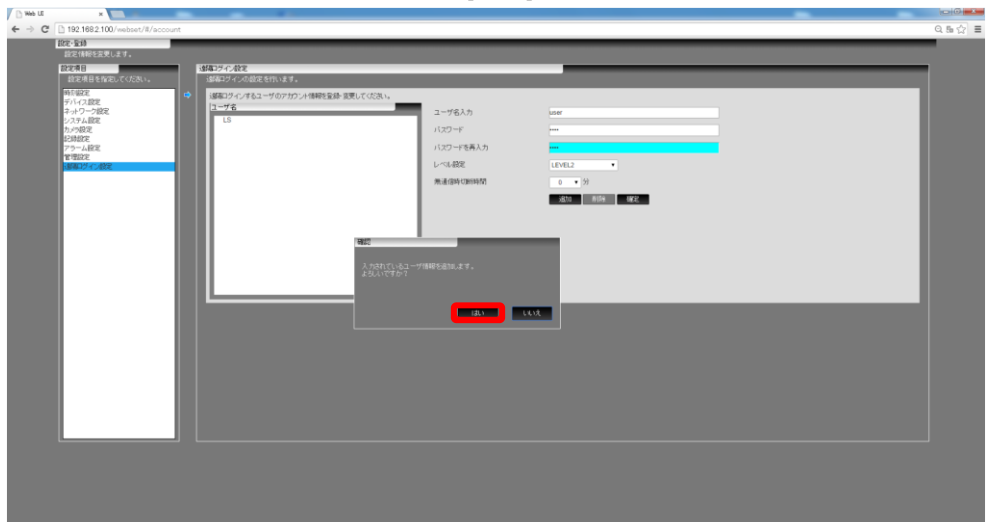 Web LE
192.168.2.100/webset/#/account
設定・登録
設定情報を変更します。
設定項目
設定項目を指定してください。
時刻設定
デバイス設定
ネットワーク設定
システム設定
カメラ設定
記録設定
アラーム設定
管理設定
遠隔ログイン設定
遠隔ログイン設定
遠隔ログインの設定を行います。
遠隔ログインするユーザのアカウント情報を登録・変更してください。
ユーザ名
LS
ユーザ名入力
user
パスワード
••••
パスワードを再入力
••••
レベル設定
LEVEL2
無通信時切断時間
0 分
追加 削除 確定
確認
入力されているユーザ情報を追加します。
よろしいですか?
はい いいえ